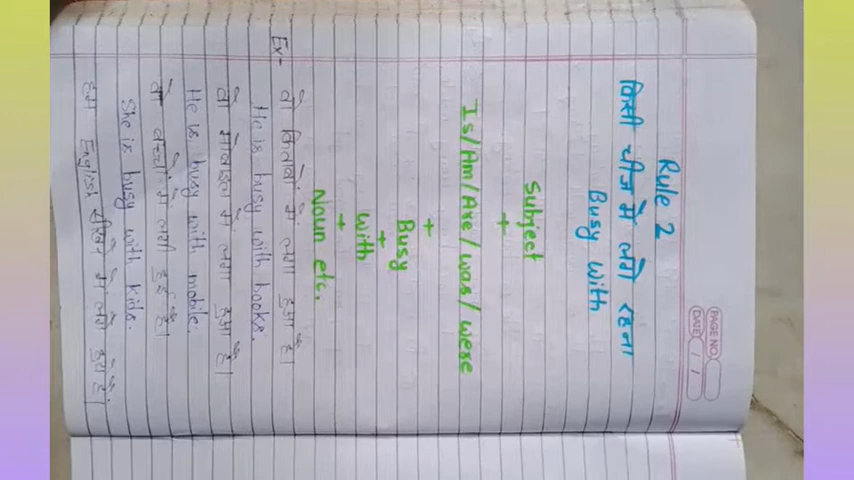 PAGE NO.
DATE / /
Rule 2
किसी चीज में लगे रहना
Busy with
Subject
+
Is/Am/Are/was/were
+
Busy
+
with
+
Noun etc.
Ex- वो किताबों में लगा हुआ है।
He is busy with books.
वो मोबाइल में लगा हुआ है।
He is busy with mobile.
वो बच्चों में लगी हुई है।
She is busy with kids.
हम English सीखने में लगे हुये हैं।